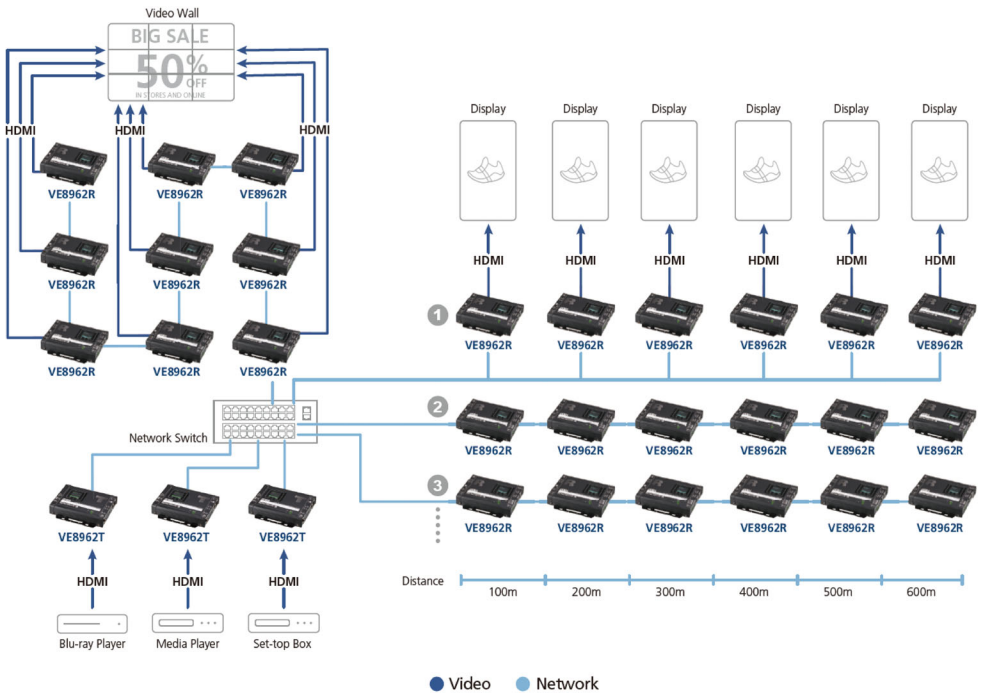 Video Wall
BIG SALE
50% OFF
IN STORES AND ONLINE
HDMI HDMI HDMI
VE8962R VE8962R VE8962R
VE8962R VE8962R VE8962R
VE8962R VE8962R VE8962R
Display Display Display Display Display Display
HDMI HDMI HDMI HDMI HDMI HDMI
1
VE8962R VE8962R VE8962R VE8962R VE8962R VE8962R
2
VE8962R VE8962R VE8962R VE8962R VE8962R VE8962R
3
VE8962R VE8962R VE8962R VE8962R VE8962R VE8962R
Network Switch
VE8962T VE8962T VE8962T
HDMI HDMI HDMI
Blu-ray Player Media Player Set-top Box
Distance
100m 200m 300m 400m 500m 600m
Video Network